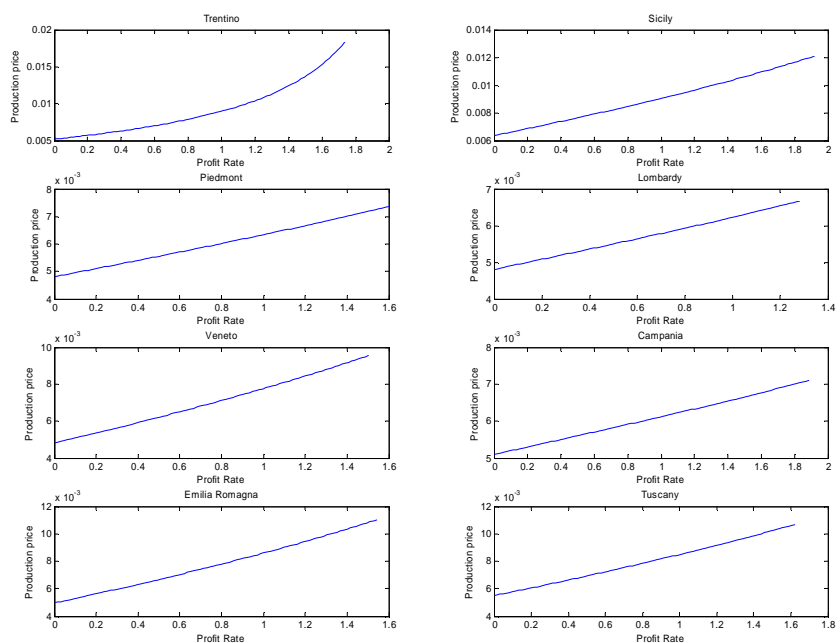 Trentino
0.02
0.015
0.01
0.005
Production price
0 0.2 0.4 0.6 0.8 1 1.2 1.4 1.6 1.8 2
Profit Rate
Sicily
0.014
0.012
0.01
0.008
0.006
Production price
0 0.2 0.4 0.6 0.8 1 1.2 1.4 1.6 1.8 2
Profit Rate
Piedmont
x 10⁻³
8
7
6
5
4
Production price
0 0.2 0.4 0.6 0.8 1 1.2 1.4 1.6
Profit Rate
Lombardy
x 10⁻³
7
6
5
4
Production price
0 0.2 0.4 0.6 0.8 1 1.2 1.4
Profit Rate
Veneto
x 10⁻³
10
8
6
4
Production price
0 0.2 0.4 0.6 0.8 1 1.2 1.4 1.6
Profit Rate
Campania
x 10⁻³
8
7
6
5
Production price
0 0.2 0.4 0.6 0.8 1 1.2 1.4 1.6 1.8 2
Profit Rate
Emilia Romagna
x 10⁻³
12
10
8
6
4
Production price
0 0.2 0.4 0.6 0.8 1 1.2 1.4 1.6
Profit Rate
Tuscany
x 10⁻³
12
10
8
6
4
Production price
0 0.2 0.4 0.6 0.8 1 1.2 1.4 1.6 1.8
Profit Rate